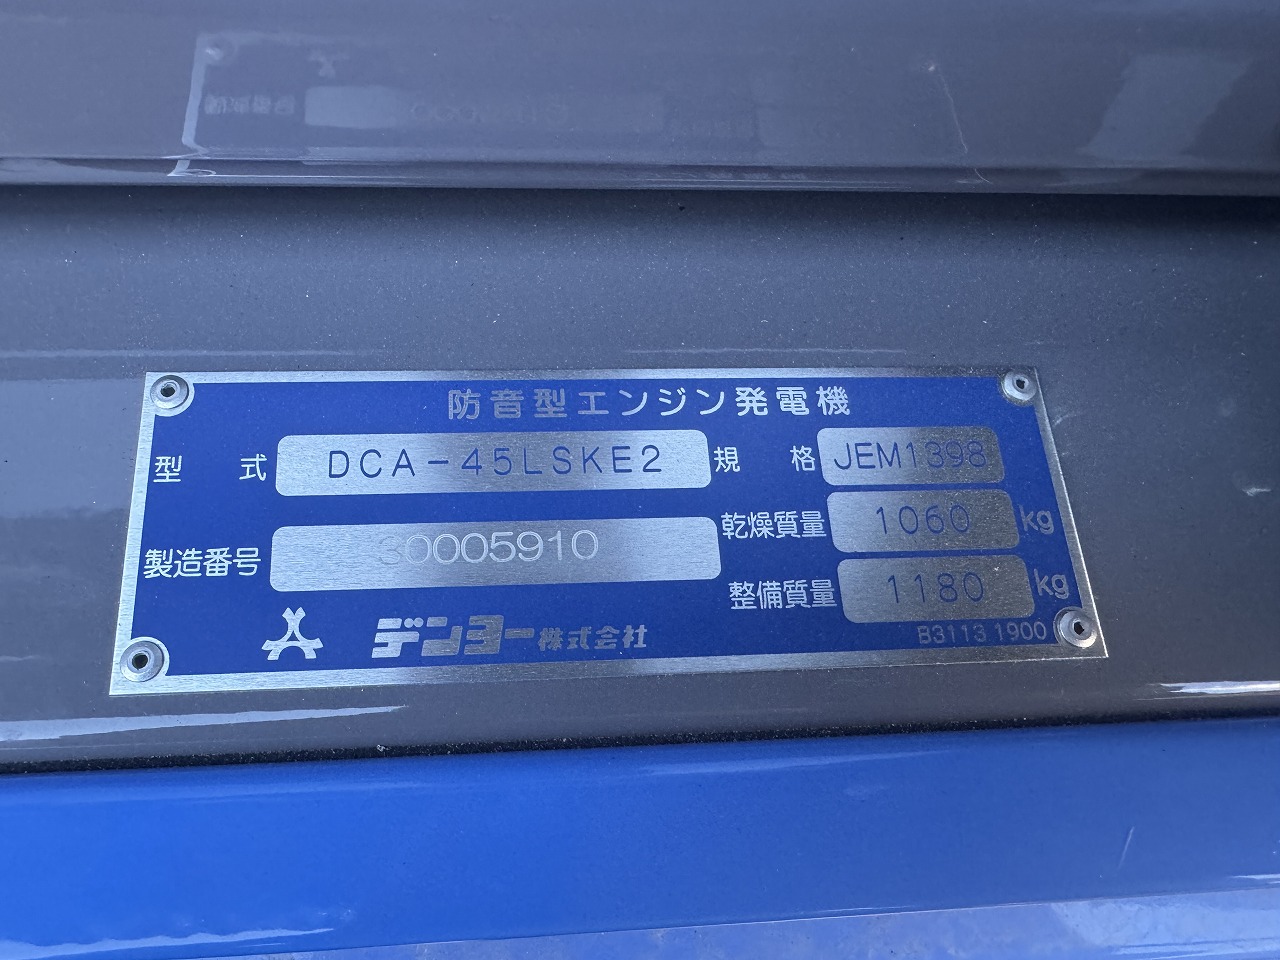 防音型エンジン発電機
型式 DCA-45LSKE2 規格 JEM1398
製造番号 30005910 乾燥質量 1060 kg
整備質量 1180 kg
デンヨー株式会社 B3113 1900